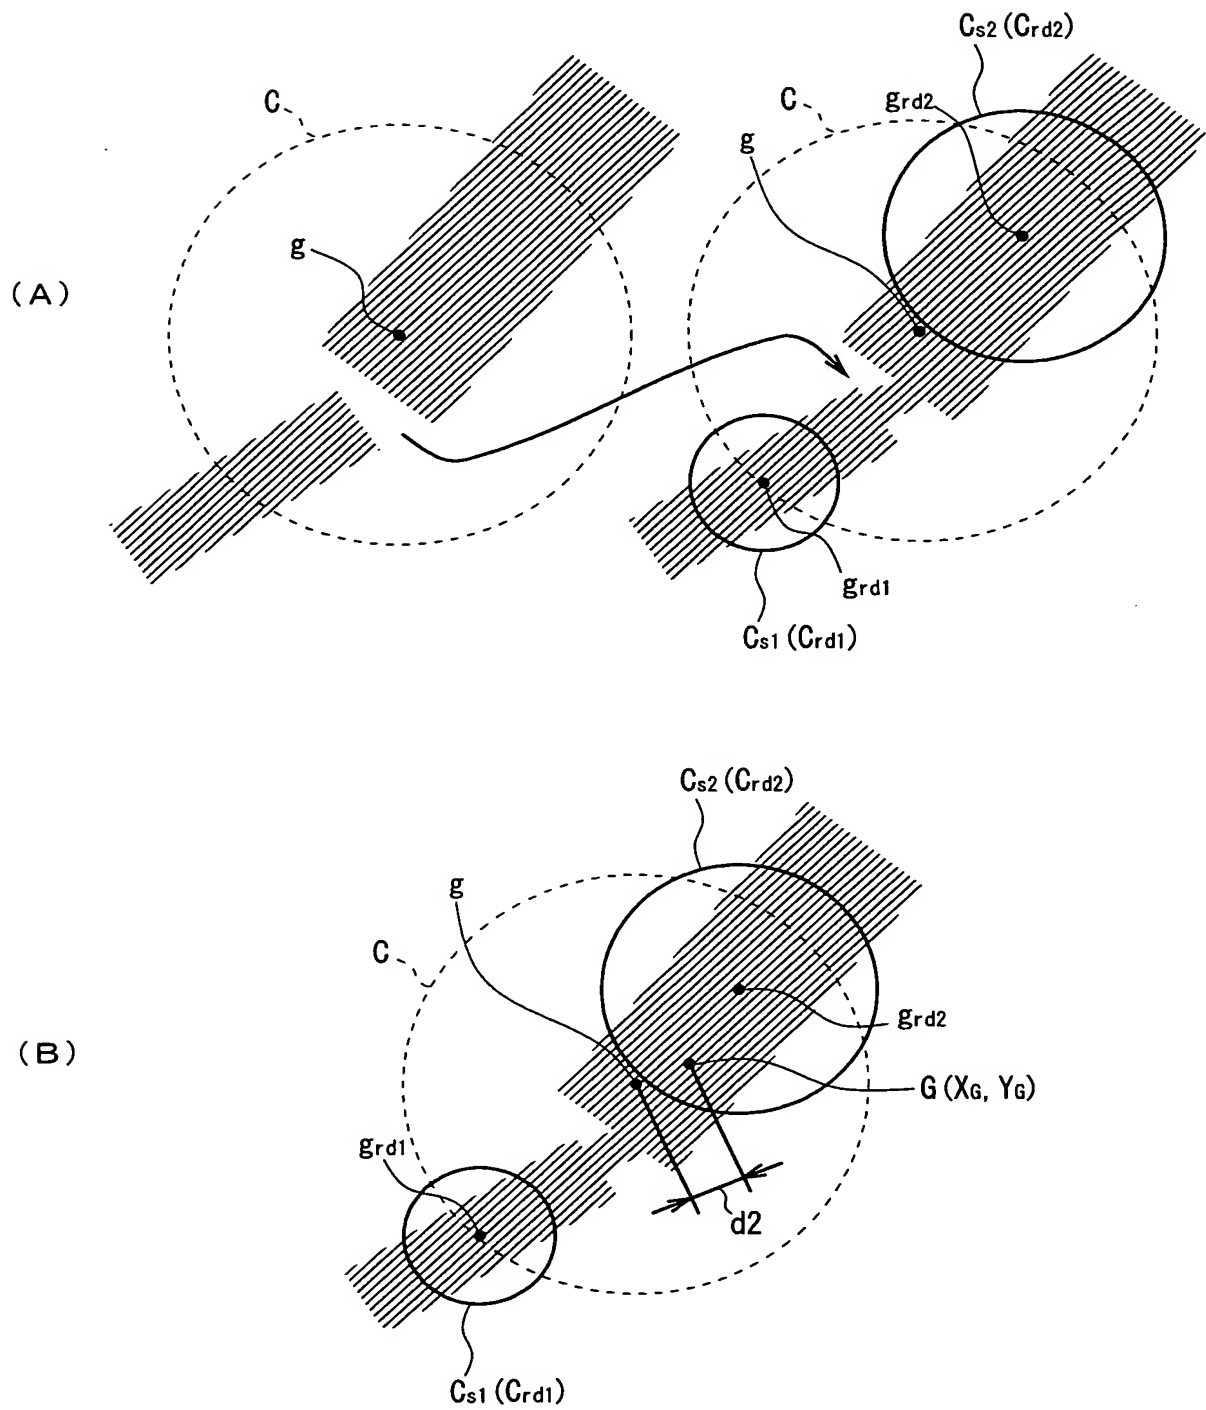 Cs2 (Crd2)
C
C
grd2
g
g
(A)
grd1
Cs1 (Crd1)
Cs2 (Crd2)
g
C
grd2
(B)
G (XG, YG)
grd1
d2
Cs1 (Crd1)